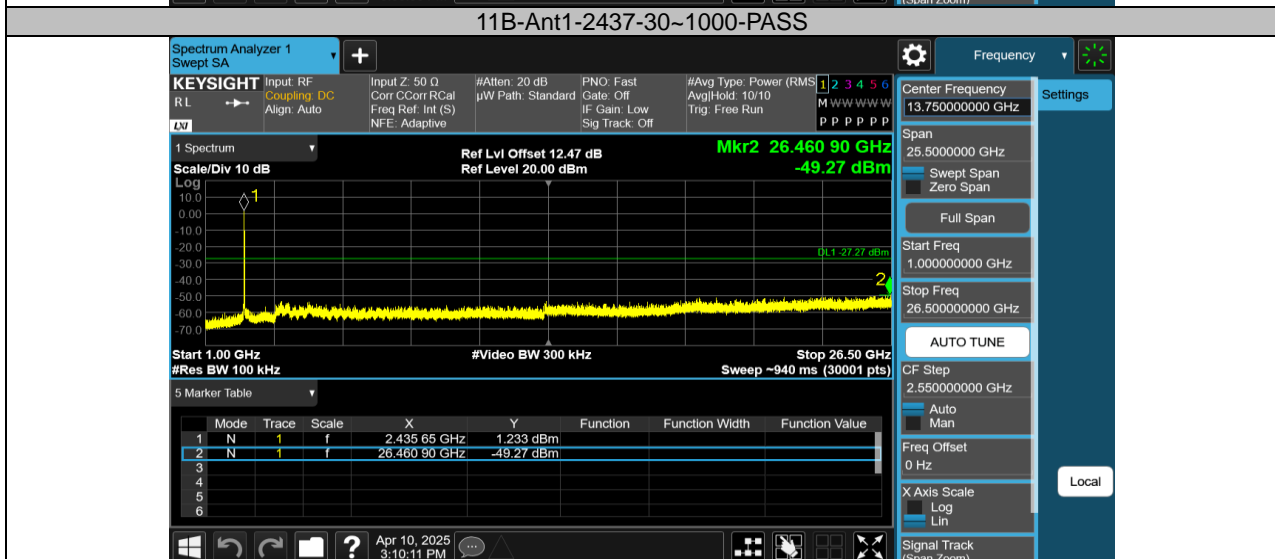 (Span Zoom)
11B-Ant1-2437-30~1000-PASS
Spectrum Analyzer 1
Swept SA
+
Frequency
KEYSIGHT
R L
LXI
Input: RF
Coupling: DC
Align: Auto
Input Z: 50 Ω
Corr CCorr RCal
Freq Ref: Int (S)
NFE: Adaptive
#Atten: 20 dB
µW Path: Standard
PNO: Fast
Gate: Off
IF Gain: Low
Sig Track: Off
#Avg Type: Power (RMS
Avg|Hold: 10/10
Trig: Free Run
1 2 3 4 5 6
M W W W W W
P P P P P P
1 Spectrum
Scale/Div 10 dB
Ref Lvl Offset 12.47 dB
Ref Level 20.00 dBm
Mkr2 26.460 90 GHz
-49.27 dBm
Log
10.0
0.00
-10.0
-20.0
-30.0
-40.0
-50.0
-60.0
-70.0
1
DL1 -27.27 dBm
2
Start 1.00 GHz
#Video BW 300 kHz
Stop 26.50 GHz
#Res BW 100 kHz
Sweep ~940 ms (30001 pts)
5 Marker Table
Mode Trace Scale X Y Function Function Width Function Value
1 N 1 f 2.435 65 GHz 1.233 dBm
2 N 1 f 26.460 90 GHz -49.27 dBm
3
4
5
6
?
Apr 10, 2025
3:10:11 PM
Center Frequency
13.750000000 GHz
Settings
Span
25.5000000 GHz
Swept Span
Zero Span
Full Span
Start Freq
1.000000000 GHz
Stop Freq
26.500000000 GHz
AUTO TUNE
CF Step
2.550000000 GHz
Auto
Man
Freq Offset
0 Hz
Local
X Axis Scale
Log
Lin
Signal Track
(Span Zoom)